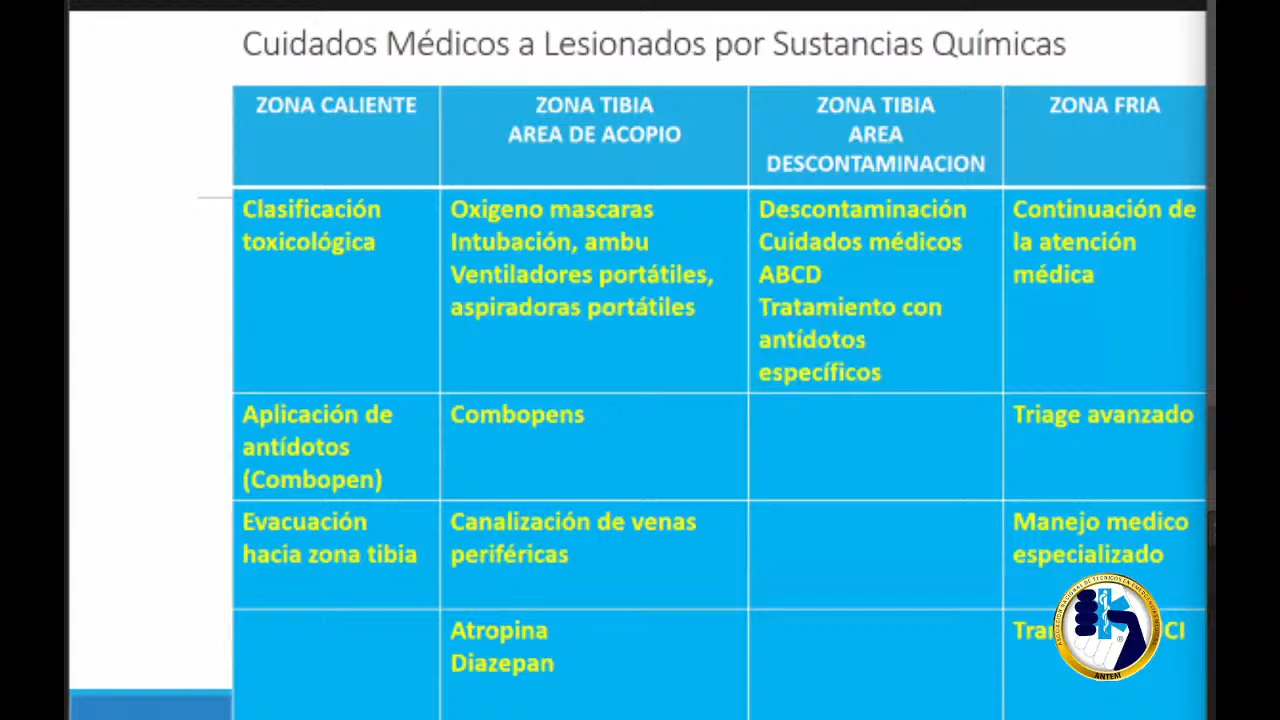 Cuidados Médicos a Lesionados por Sustancias Químicas
ZONA CALIENTE
ZONA TIBIA
AREA DE ACOPIO
ZONA TIBIA
AREA
DESCONTAMINACION
ZONA FRIA
Clasificación
toxicológica
Oxigeno mascaras
Intubación, ambu
Ventiladores portátiles,
aspiradoras portátiles
Descontaminación
Cuidados médicos
ABCD
Tratamiento con
antídotos
específicos
Continuación de
la atención
médica
Aplicación de
antídotos
(Combopen)
Combopens
Triage avanzado
Evacuación
hacia zona tibia
Canalización de venas
periféricas
Manejo medico
especializado
Atropina
Diazepan
ANTEM